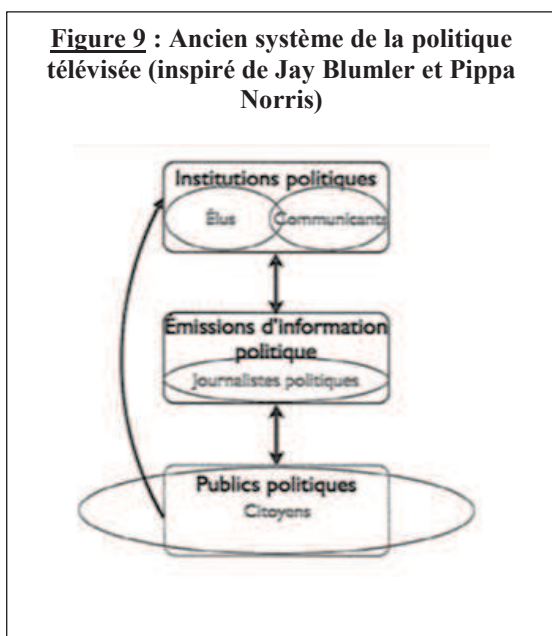 Figure 9 : Ancien système de la politique
télévisée (inspiré de Jay Blumler et Pippa
Norris)
Institutions politiques
Élus Communicants
Émissions d'information
politique
Journalistes politiques
Publics politiques
Citoyens